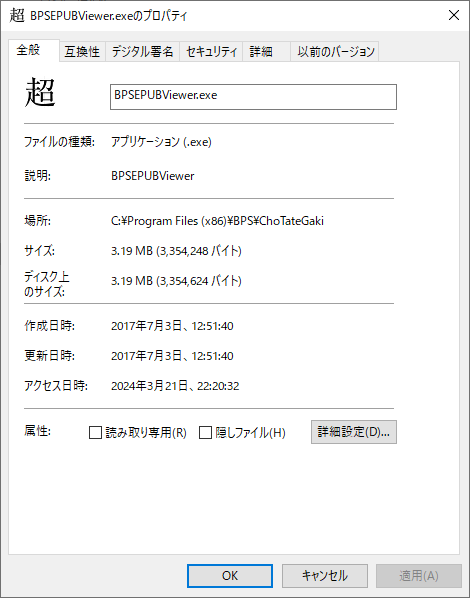 超 BPSEPUBViewer.exeのプロパティ
全般 互換性 デジタル署名 セキュリティ 詳細 以前のバージョン
超 BPSEPUBViewer.exe
ファイルの種類: アプリケーション (.exe)
説明: BPSEPUBViewer
場所: C:¥Program Files (x86)¥BPS¥ChoTateGaki
サイズ: 3.19 MB (3,354,248 バイト)
ディスク上
のサイズ: 3.19 MB (3,354,624 バイト)
作成日時: 2017年7月3日、12:51:40
更新日時: 2017年7月3日、12:51:40
アクセス日時: 2024年3月21日、22:20:32
属性: 読み取り専用(R) 隠しファイル(H) 詳細設定(D)...
OK キャンセル 適用(A)